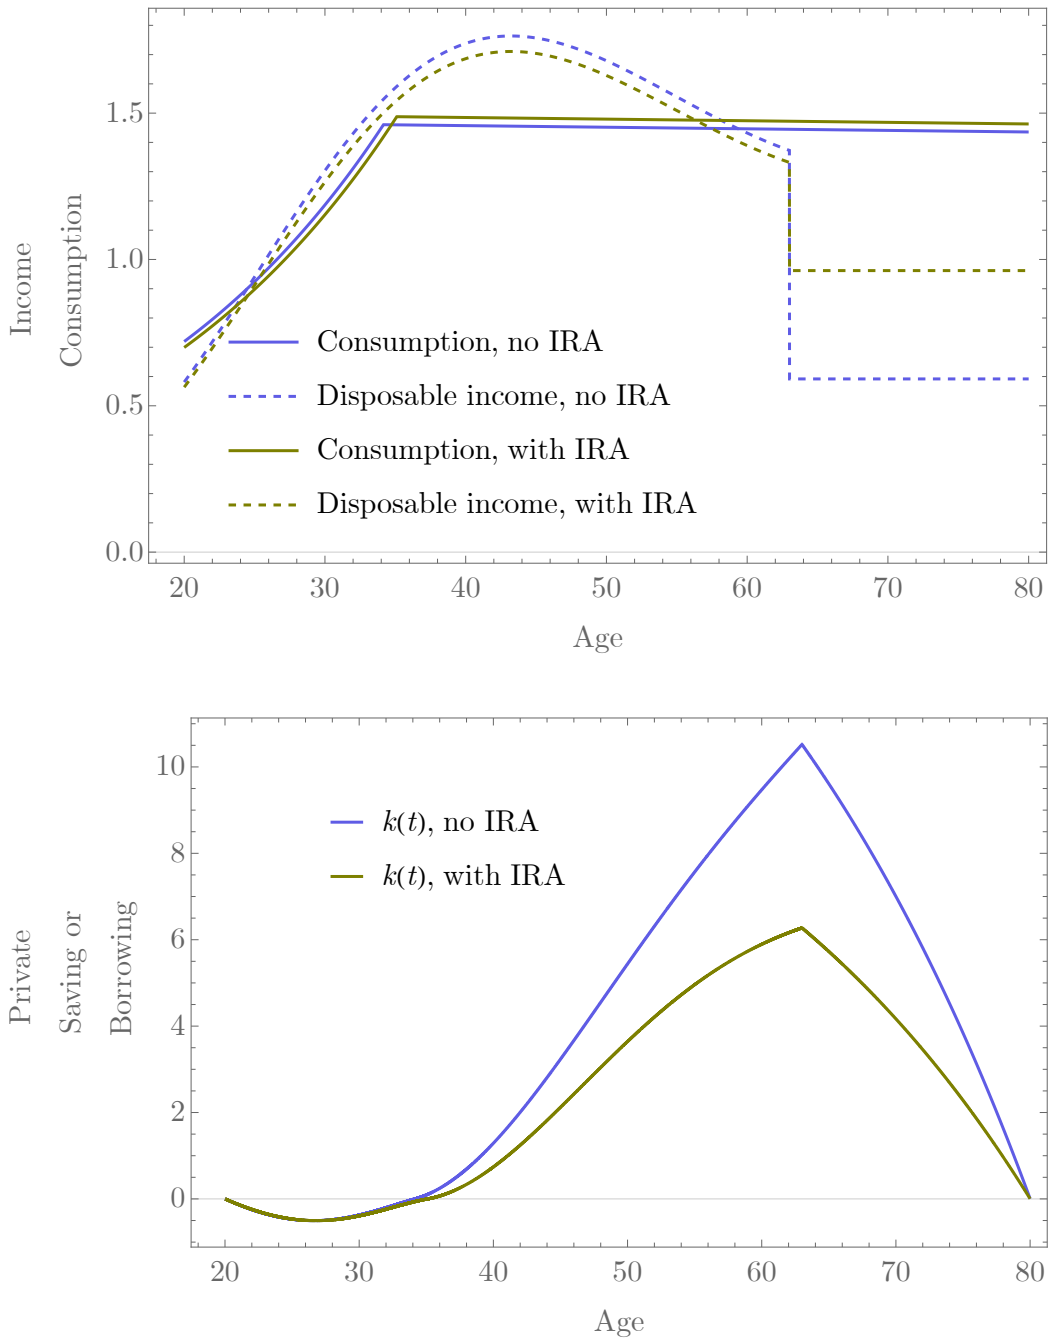 Income
Consumption
1.5
1.0
0.5
0.0
Consumption, no IRA
Disposable income, no IRA
Consumption, with IRA
Disposable income, with IRA
20 30 40 50 60 70 80
Age
Private
Saving or
Borrowing
10
8
6
4
2
0
k(t), no IRA
k(t), with IRA
20 30 40 50 60 70 80
Age